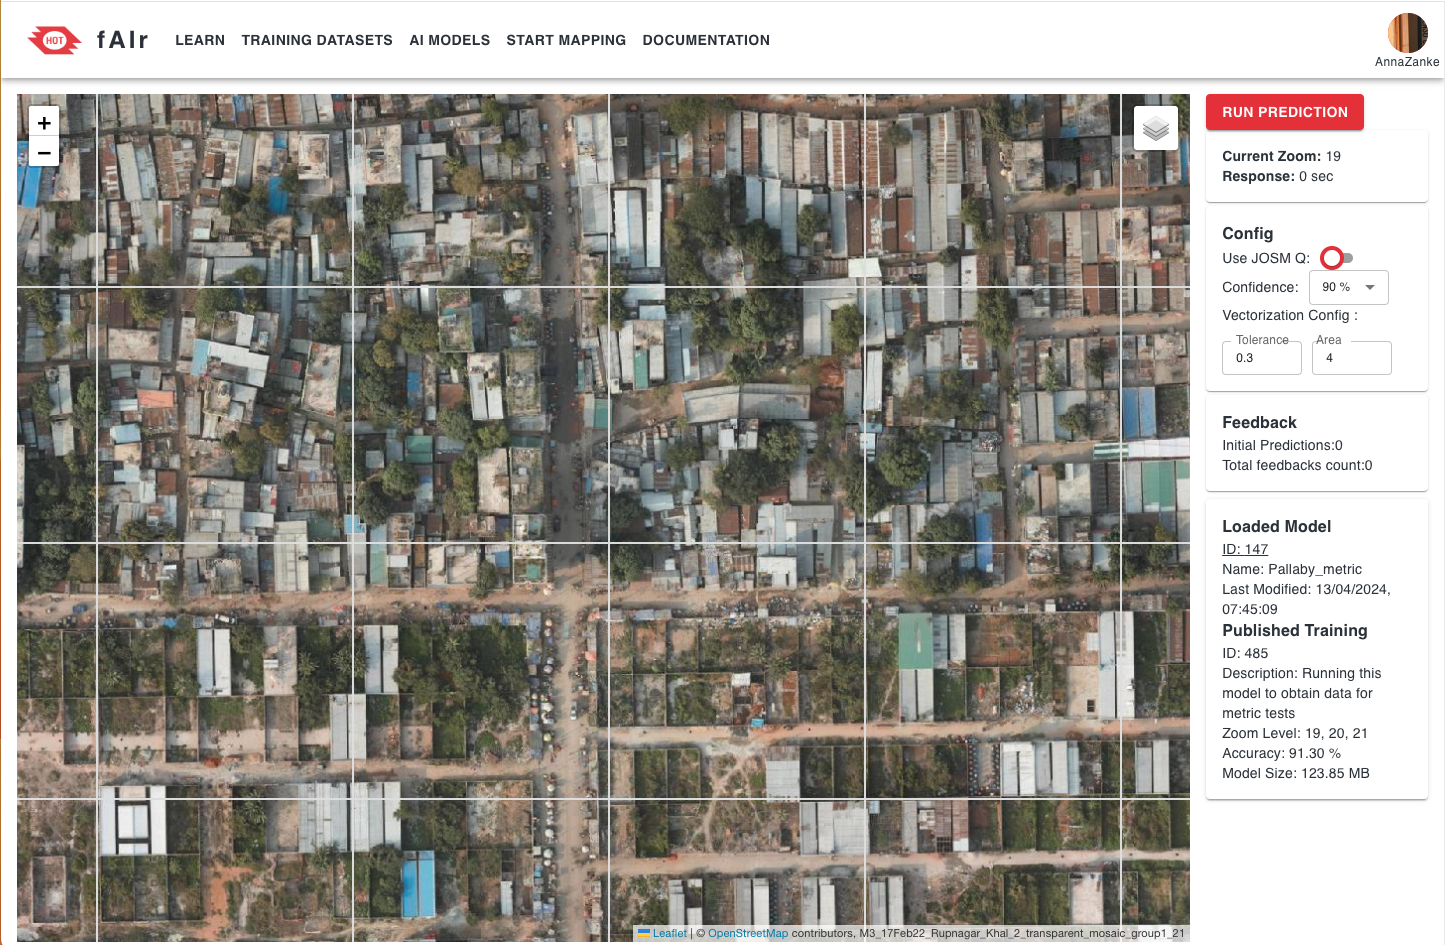 HOT
fAIr
LEARN
TRAINING DATASETS
AI MODELS
START MAPPING
DOCUMENTATION
AnnaZanke
+
−
RUN PREDICTION
Current Zoom: 19
Response: 0 sec
Config
Use JOSM Q:
Confidence: 90 %
Vectorization Config :
Tolerance
0.3
Area
4
Feedback
Initial Predictions:0
Total feedbacks count:0
Loaded Model
ID: 147
Name: Pallaby_metric
Last Modified: 13/04/2024,
07:45:09
Published Training
ID: 485
Description: Running this
model to obtain data for
metric tests
Zoom Level: 19, 20, 21
Accuracy: 91.30 %
Model Size: 123.85 MB
Leaflet | © OpenStreetMap contributors, M3_17Feb22_Rupnagar_Khal_2_transparent_mosaic_group1_21